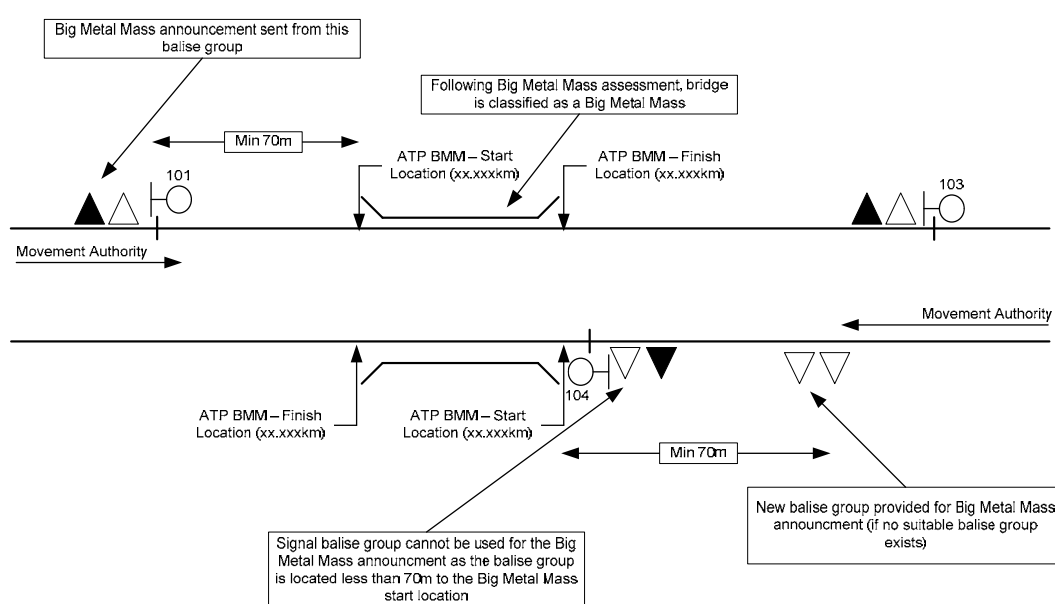 Big Metal Mass announcement sent from this
balise group
Following Big Metal Mass assessment, bridge
is classified as a Big Metal Mass
Min 70m
ATP BMM – Start
Location (xx.xxxkm)
ATP BMM – Finish
Location (xx.xxxkm)
101
103
Movement Authority
Movement Authority
104
ATP BMM – Finish
Location (xx.xxxkm)
ATP BMM – Start
Location (xx.xxxkm)
Min 70m
New balise group provided for Big Metal Mass
announcment (if no suitable balise group
exists)
Signal balise group cannot be used for the Big
Metal Mass announcment as the balise group
is located less than 70m to the Big Metal Mass
start location